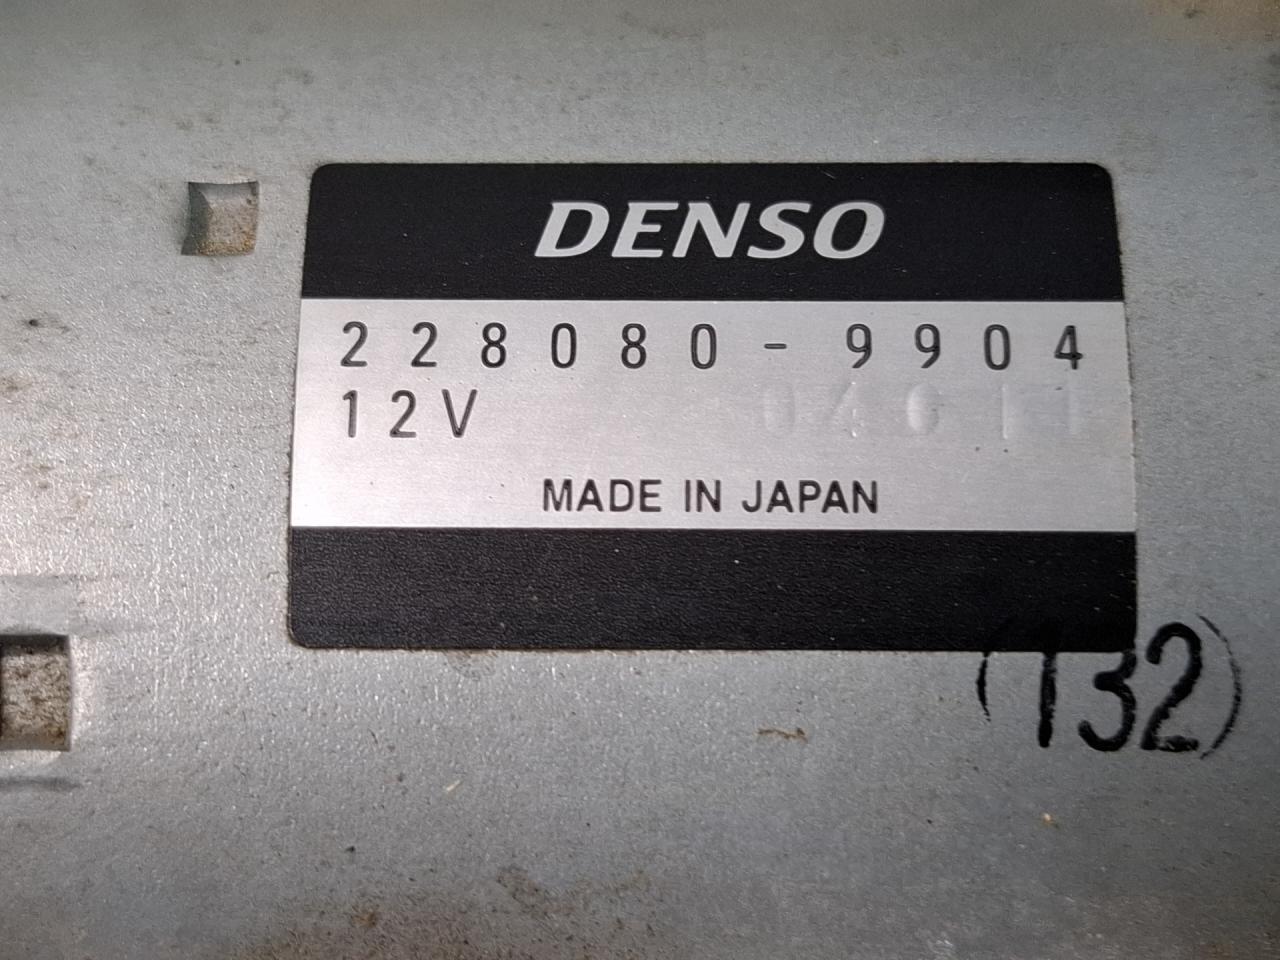 DENSO
228080-9904
12V
MADE IN JAPAN
(132)